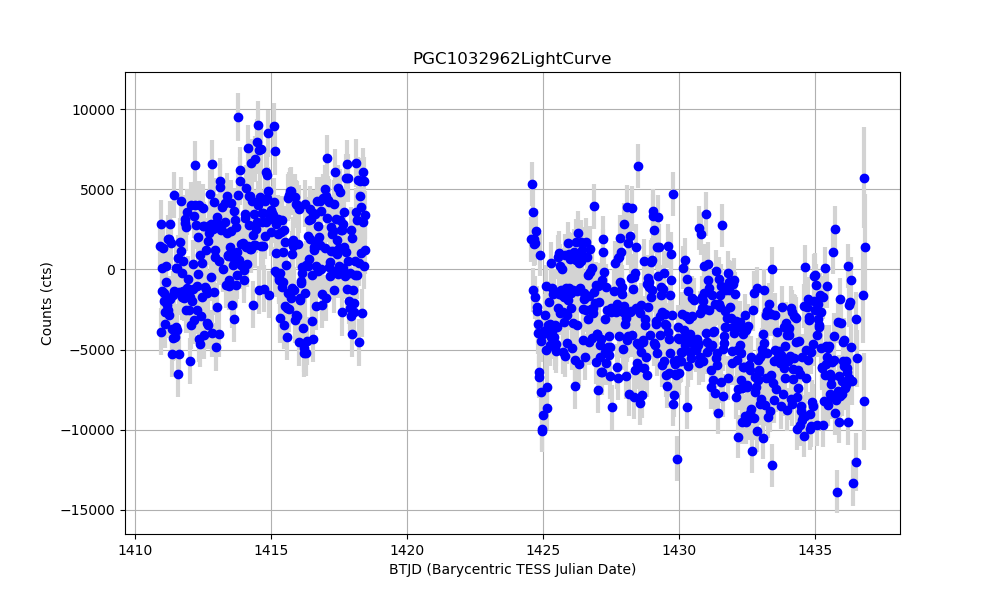 PGC1032962LightCurve
10000
5000
0
−5000
−10000
−15000
Counts (cts)
1410 1415 1420 1425 1430 1435
BTJD (Barycentric TESS Julian Date)